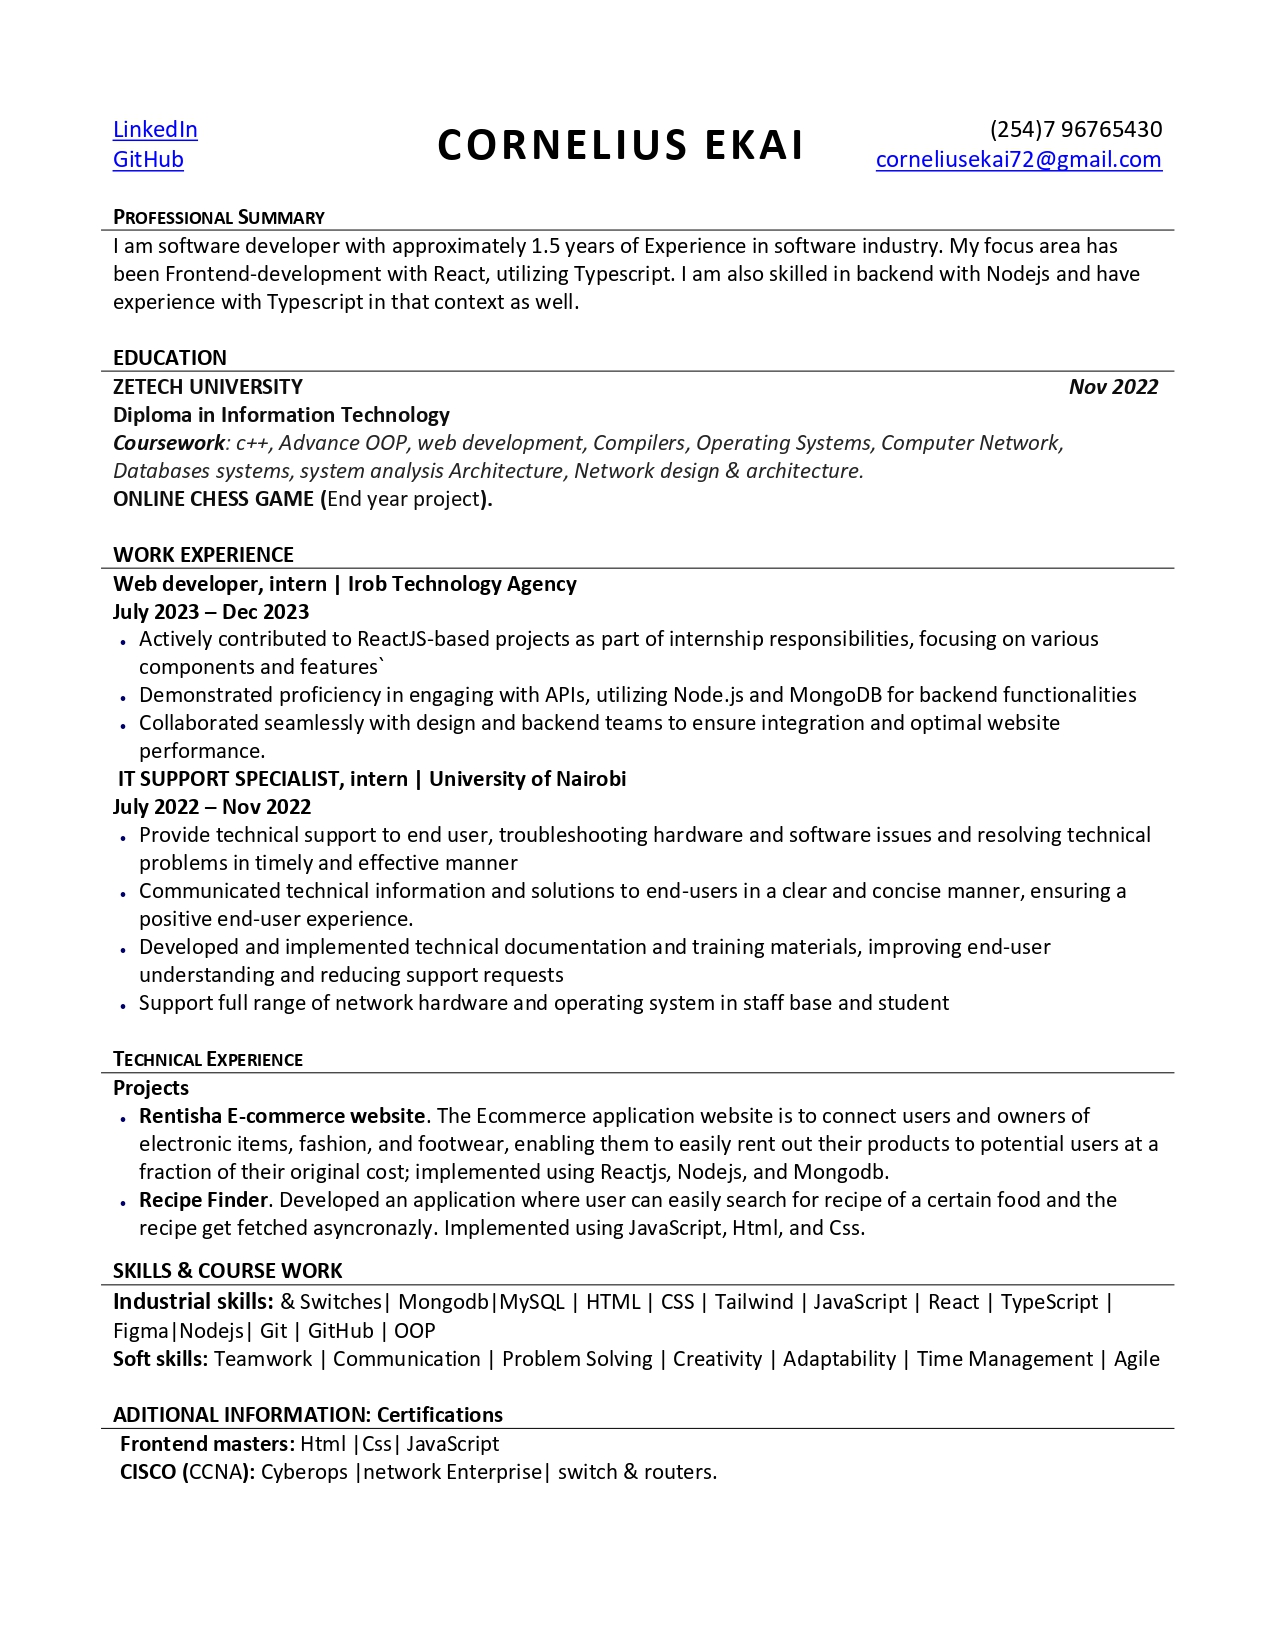 LinkedIn
GitHub
CORNELIUS EKAI
(254)7 96765430
corneliusekai72@gmail.com
PROFESSIONAL SUMMARY
I am software developer with approximately 1.5 years of Experience in software industry. My focus area has
been Frontend-development with React, utilizing Typescript. I am also skilled in backend with Nodejs and have
experience with Typescript in that context as well.
EDUCATION
ZETECH UNIVERSITY Nov 2022
Diploma in Information Technology
Coursework: c++, Advance OOP, web development, Compilers, Operating Systems, Computer Network,
Databases systems, system analysis Architecture, Network design & architecture.
ONLINE CHESS GAME (End year project).
WORK EXPERIENCE
Web developer, intern | Irob Technology Agency
July 2023 – Dec 2023
• Actively contributed to ReactJS-based projects as part of internship responsibilities, focusing on various
components and features`
• Demonstrated proficiency in engaging with APIs, utilizing Node.js and MongoDB for backend functionalities
• Collaborated seamlessly with design and backend teams to ensure integration and optimal website
performance.
IT SUPPORT SPECIALIST, intern | University of Nairobi
July 2022 – Nov 2022
• Provide technical support to end user, troubleshooting hardware and software issues and resolving technical
problems in timely and effective manner
• Communicated technical information and solutions to end-users in a clear and concise manner, ensuring a
positive end-user experience.
• Developed and implemented technical documentation and training materials, improving end-user
understanding and reducing support requests
• Support full range of network hardware and operating system in staff base and student
TECHNICAL EXPERIENCE
Projects
• Rentisha E-commerce website. The Ecommerce application website is to connect users and owners of
electronic items, fashion, and footwear, enabling them to easily rent out their products to potential users at a
fraction of their original cost; implemented using Reactjs, Nodejs, and Mongodb.
• Recipe Finder. Developed an application where user can easily search for recipe of a certain food and the
recipe get fetched asyncronazly. Implemented using JavaScript, Html, and Css.
SKILLS & COURSE WORK
Industrial skills: & Switches| Mongodb|MySQL | HTML | CSS | Tailwind | JavaScript | React | TypeScript |
Figma|Nodejs| Git | GitHub | OOP
Soft skills: Teamwork | Communication | Problem Solving | Creativity | Adaptability | Time Management | Agile
ADITIONAL INFORMATION: Certifications
Frontend masters: Html |Css| JavaScript
CISCO (CCNA): Cyberops |network Enterprise| switch & routers.